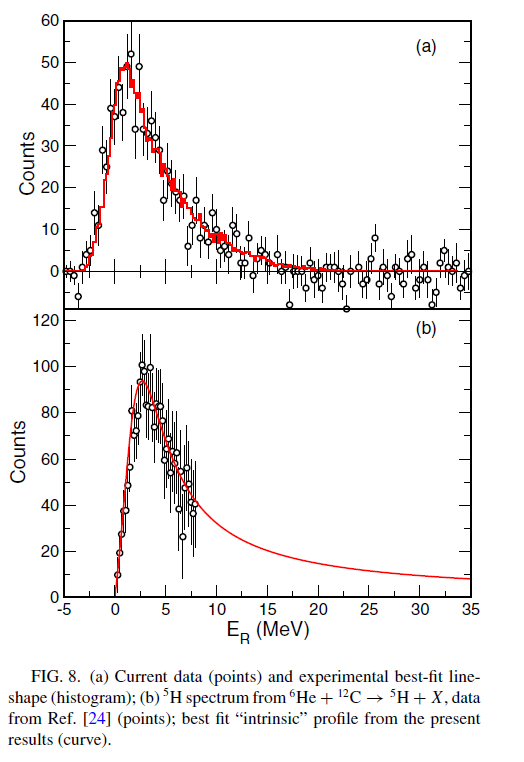 60
(a)
50
40
30
20
10
0
Counts
120
(b)
100
80
60
40
20
0
Counts
-5 0 5 10 15 20 25 30 35
E_R (MeV)
FIG. 8. (a) Current data (points) and experimental best-fit line-
shape (histogram); (b) ⁵H spectrum from ⁶He + ¹²C → ⁵H + X, data
from Ref. [24] (points); best fit “intrinsic” profile from the present
results (curve).